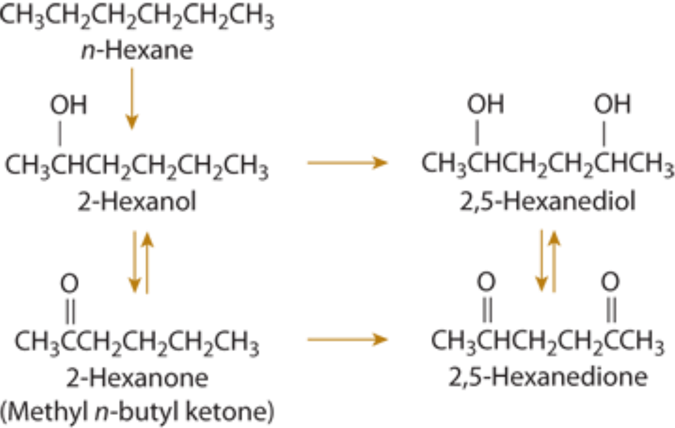 CH₃CH₂CH₂CH₂CH₂CH₃
n-Hexane
OH
CH₃CHCH₂CH₂CH₂CH₃
2-Hexanol
OH OH
CH₃CHCH₂CH₂CHCH₃
2,5-Hexanediol
O
CH₃CCH₂CH₂CH₂CH₃
2-Hexanone
(Methyl n-butyl ketone)
O O
CH₃CHCH₂CH₂CCH₃
2,5-Hexanedione